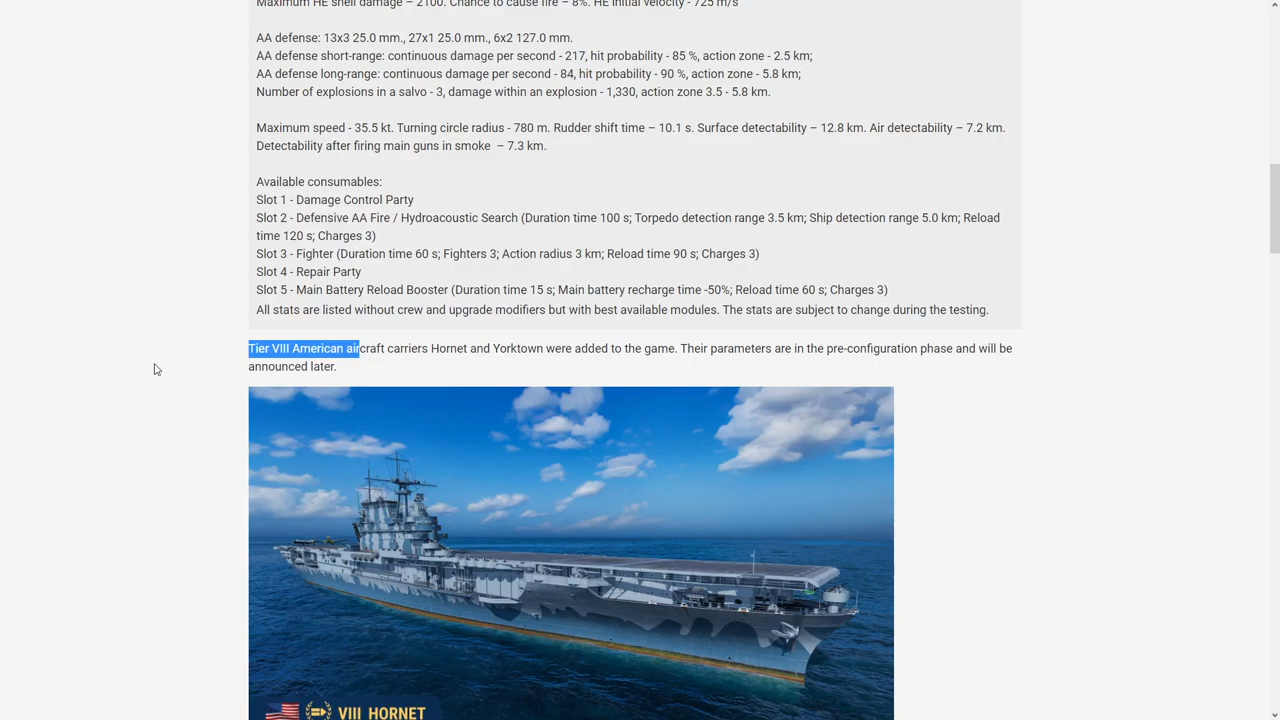 Maximum HE shell damage – 2100. Chance to cause fire – 8%. HE initial velocity - 725 m/s
AA defense: 13x3 25.0 mm., 27x1 25.0 mm., 6x2 127.0 mm.
AA defense short-range: continuous damage per second - 217, hit probability - 85 %, action zone - 2.5 km;
AA defense long-range: continuous damage per second - 84, hit probability - 90 %, action zone - 5.8 km;
Number of explosions in a salvo - 3, damage within an explosion - 1,330, action zone 3.5 - 5.8 km.
Maximum speed - 35.5 kt. Turning circle radius - 780 m. Rudder shift time – 10.1 s. Surface detectability – 12.8 km. Air detectability – 7.2 km.
Detectability after firing main guns in smoke – 7.3 km.
Available consumables:
Slot 1 - Damage Control Party
Slot 2 - Defensive AA Fire / Hydroacoustic Search (Duration time 100 s; Torpedo detection range 3.5 km; Ship detection range 5.0 km; Reload
time 120 s; Charges 3)
Slot 3 - Fighter (Duration time 60 s; Fighters 3; Action radius 3 km; Reload time 90 s; Charges 3)
Slot 4 - Repair Party
Slot 5 - Main Battery Reload Booster (Duration time 15 s; Main battery recharge time -50%; Reload time 60 s; Charges 3)
All stats are listed without crew and upgrade modifiers but with best available modules. The stats are subject to change during the testing.
Tier VIII American aircraft carriers Hornet and Yorktown were added to the game. Their parameters are in the pre-configuration phase and will be
announced later.
VIII HORNET